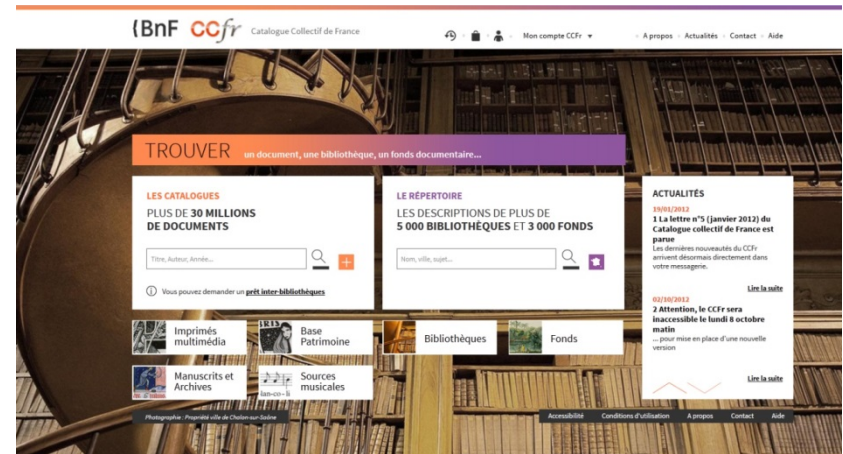 {BnF CCfr Catalogue Collectif de France
Mon compte CCFr
A propos Actualités Contact Aide
TROUVER un document, une bibliothèque, un fonds documentaire...
LES CATALOGUES
PLUS DE 30 MILLIONS
DE DOCUMENTS
Titre, Auteur, Année...
Vous pouvez demander un prêt inter-bibliothèques
LE RÉPERTOIRE
LES DESCRIPTIONS DE PLUS DE
5 000 BIBLIOTHÈQUES ET 3 000 FONDS
Nom, ville, sujet...
ACTUALITÉS
19/01/2012
1 La lettre n°5 (janvier 2012) du
Catalogue collectif de France est
parue
Les dernières nouveautés du CCFr
arrivent désormais directement dans
votre messagerie.
Lire la suite
02/10/2012
2 Attention, le CCFr sera
inaccessible le lundi 8 octobre
matin
... pour mise en place d'une nouvelle
version
Lire la suite
Imprimés
multimédia
IRIS
Base
Patrimoine
Bibliothèques
Fonds
Manuscrits et
Archives
lan-co-li
Sources
musicales
Photographie : Propriété ville de Chalon-sur-Saône
Accessibilité Conditions d'utilisation A propos Contact Aide